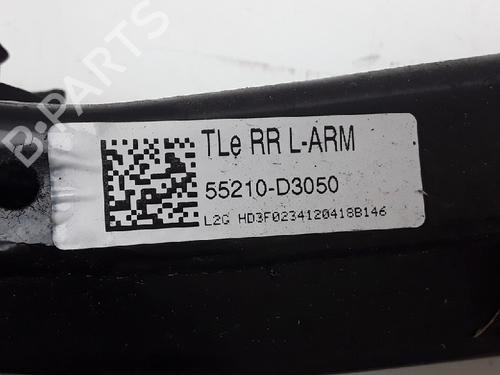 B-PARTS
TLe RR L-ARM
55210-D3050
L2G HD3F0234120418B146